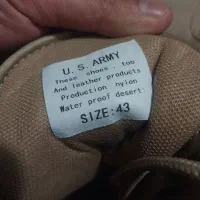 U. S. ARMY
These shoes. too
And leather products
Production nylon
Water proof desert
SIZE: 43